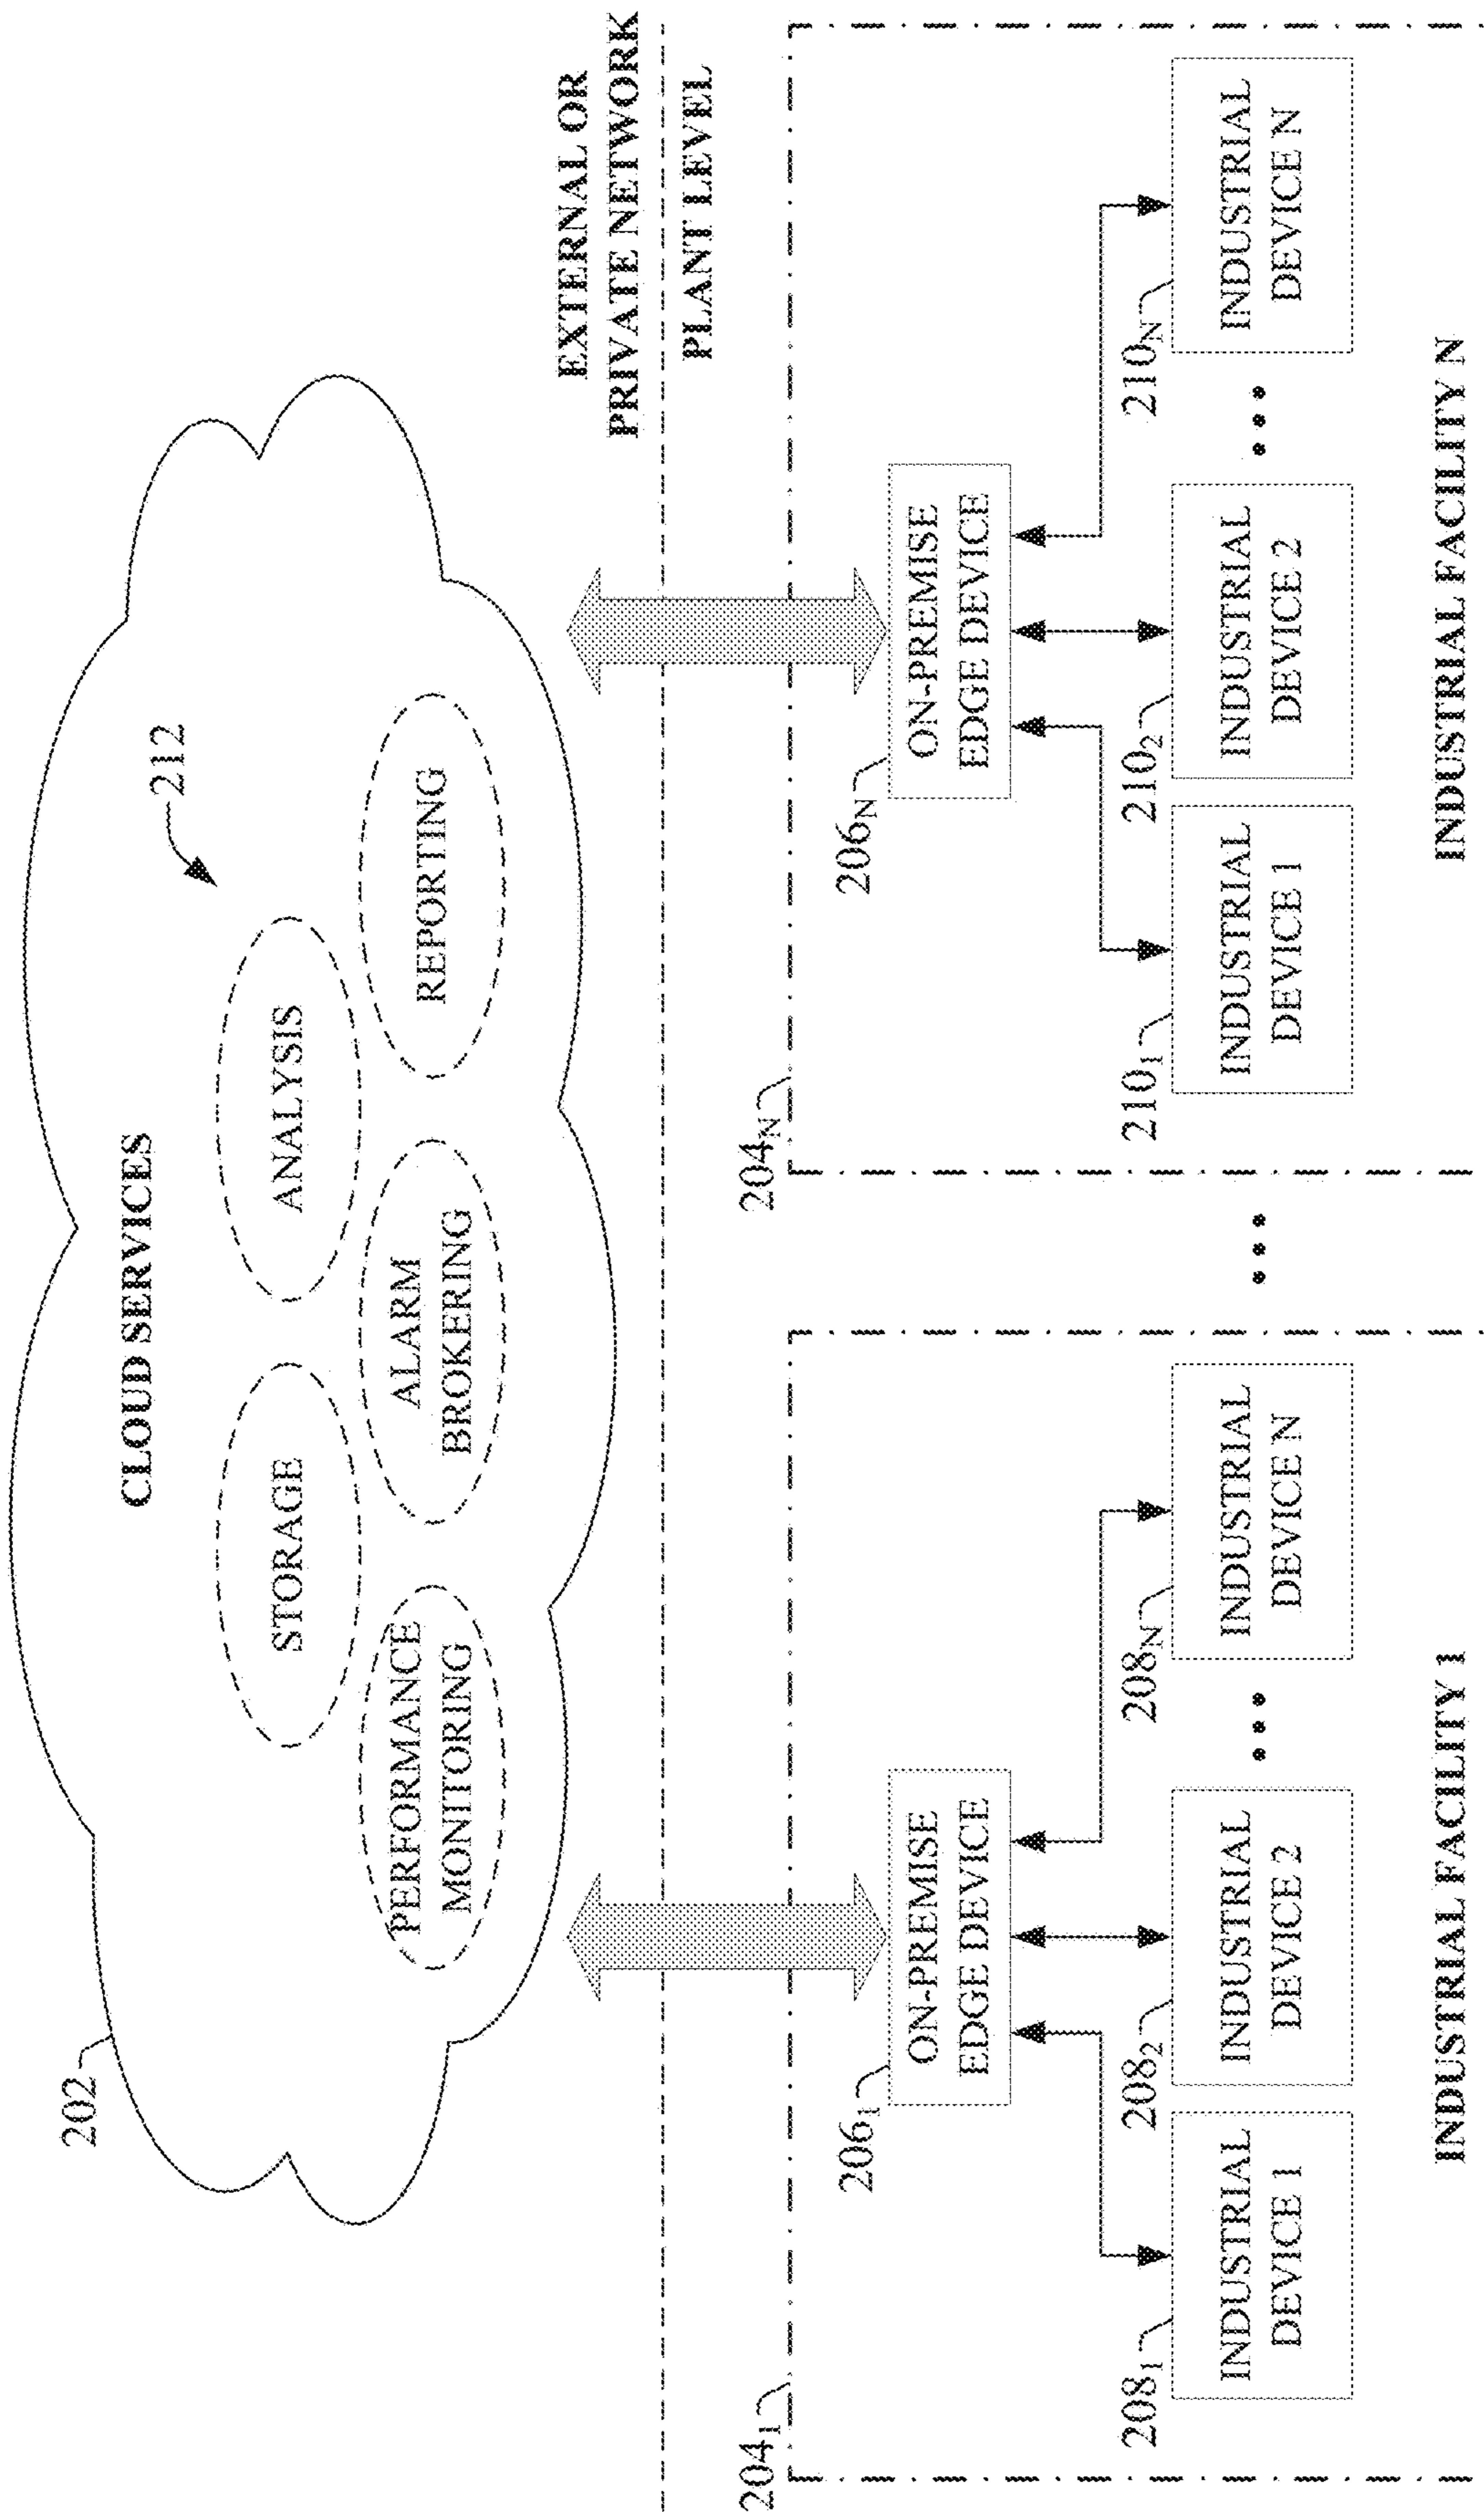 202
CLOUD SERVICES
212
STORAGE
ANALYSIS
PERFORMANCE
MONITORING
ALARM
BROKERING
REPORTING
EXTERNAL OR
PRIVATE NETWORK
PLANT LEVEL
204₁
206₁
ON-PREMISE
EDGE DEVICE
208₁
208₂
208N
INDUSTRIAL
DEVICE 1
INDUSTRIAL
DEVICE 2
•••
INDUSTRIAL
DEVICE N
INDUSTRIAL FACILITY 1
•••
204N
206N
ON-PREMISE
EDGE DEVICE
210₁
210₂
210N
INDUSTRIAL
DEVICE 1
INDUSTRIAL
DEVICE 2
•••
INDUSTRIAL
DEVICE N
INDUSTRIAL FACILITY N